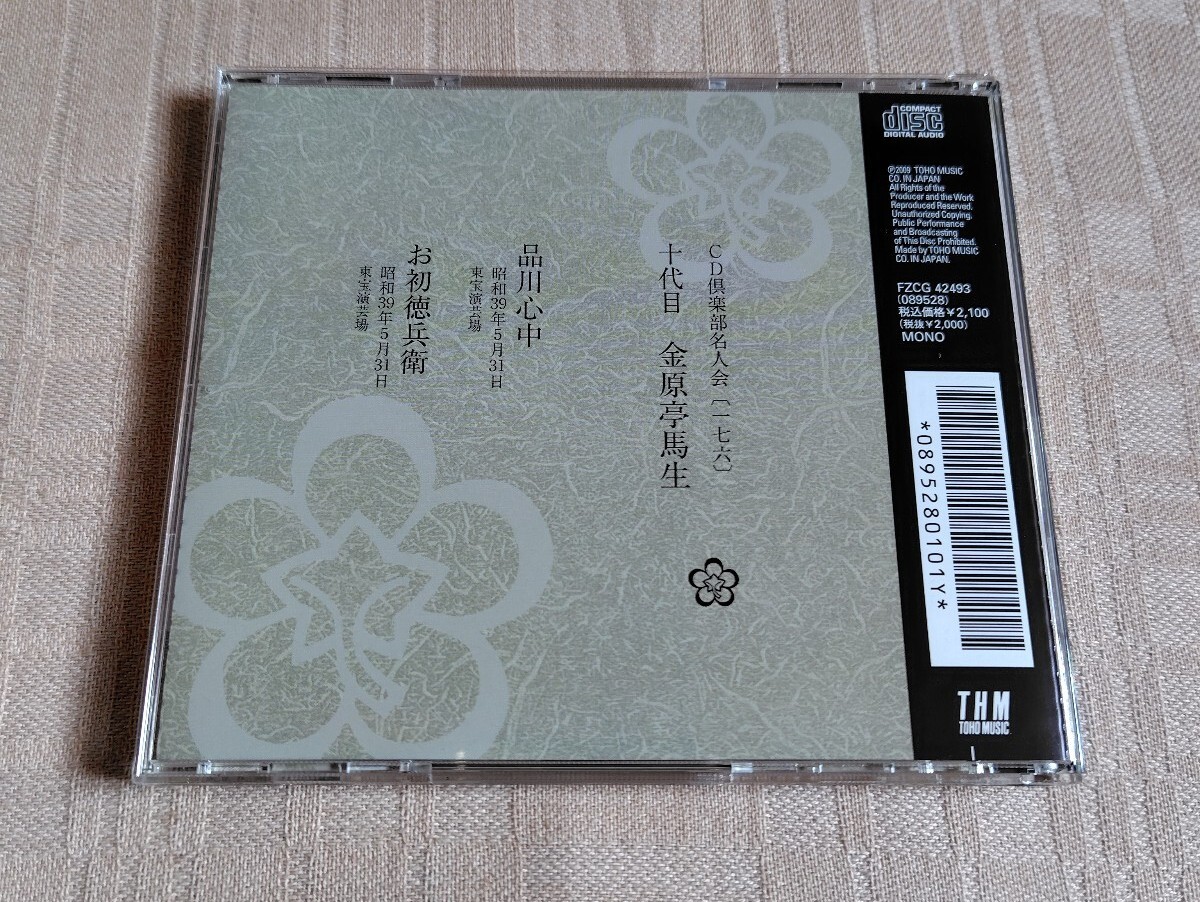 CD倶楽部名人会〔一七六〕
十代目 金原亭馬生
品川心中
昭和39年5月31日
東宝演芸場
お初徳兵衛
昭和39年5月31日
東宝演芸場
COMPACT
disc
DIGITAL AUDIO
℗2009 TOHO MUSIC
CO. IN JAPAN
All Rights of the
Producer and the Work
Reproduced Reserved.
Unauthorized Copying,
Public Performance
and Broadcasting
of This Disc Prohibited.
Made by TOHO MUSIC
CO. IN JAPAN.
FZCG 42493
(089528)
税込価格¥2,100
(税抜¥2,000)
MONO
*0895280101Y*
THM
TOHO MUSIC